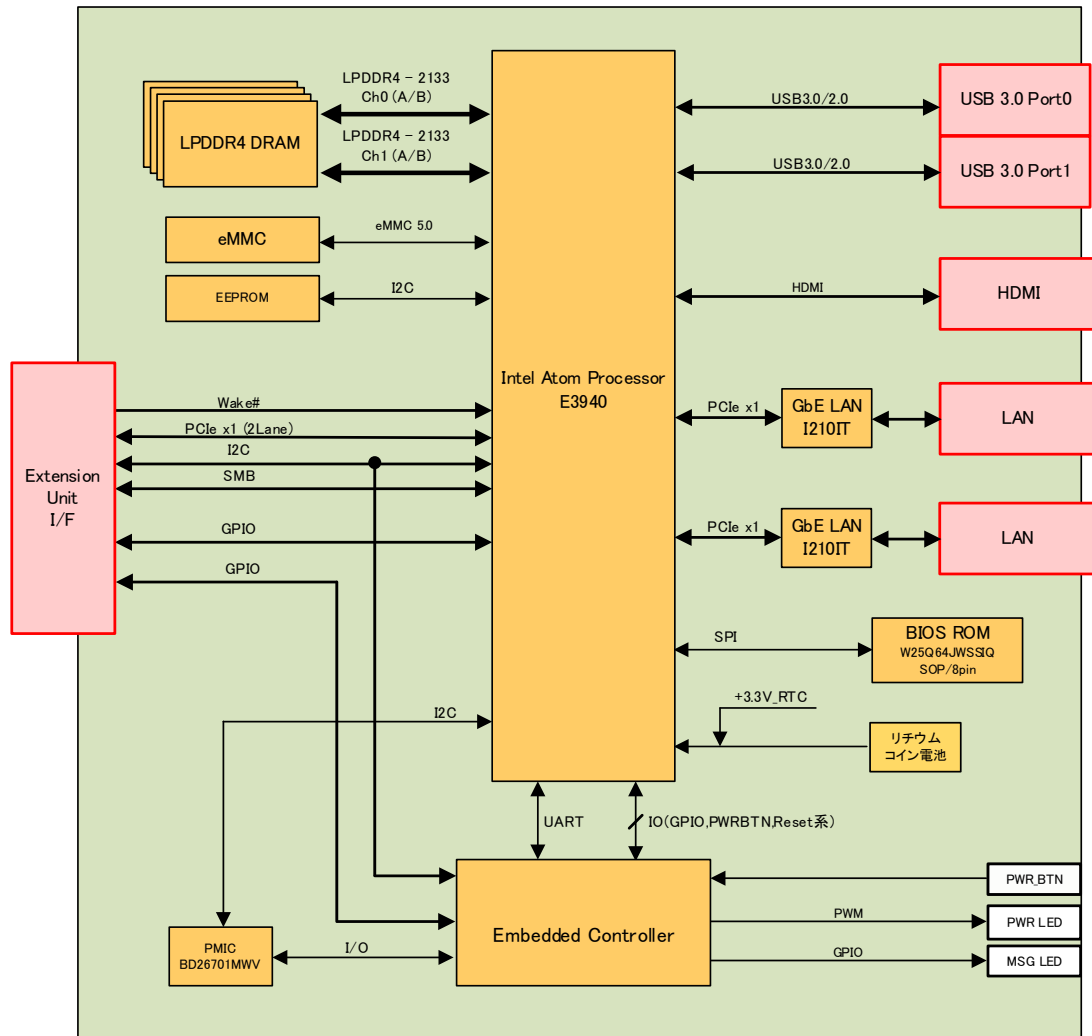 LPDDR4 - 2133
Ch0 (A/B)
LPDDR4 - 2133
Ch1 (A/B)
LPDDR4 DRAM
eMMC
eMMC 5.0
EEPROM
I2C
Intel Atom Processor
E3940
USB3.0/2.0
USB 3.0 Port0
USB3.0/2.0
USB 3.0 Port1
HDMI
HDMI
PCIe x1
GbE LAN
I210IT
LAN
PCIe x1
GbE LAN
I210IT
LAN
Extension
Unit
I/F
Wake#
PCIe x1 (2Lane)
I2C
SMB
GPIO
GPIO
SPI
BIOS ROM
W25Q64JWSSIQ
SOP/8pin
+3.3V_RTC
リチウム
コイン電池
I2C
UART
IO(GPIO,PWRBTN,Reset系)
Embedded Controller
PMIC
BD26701MWV
I/O
PWR_BTN
PWM
PWR LED
GPIO
MSG LED